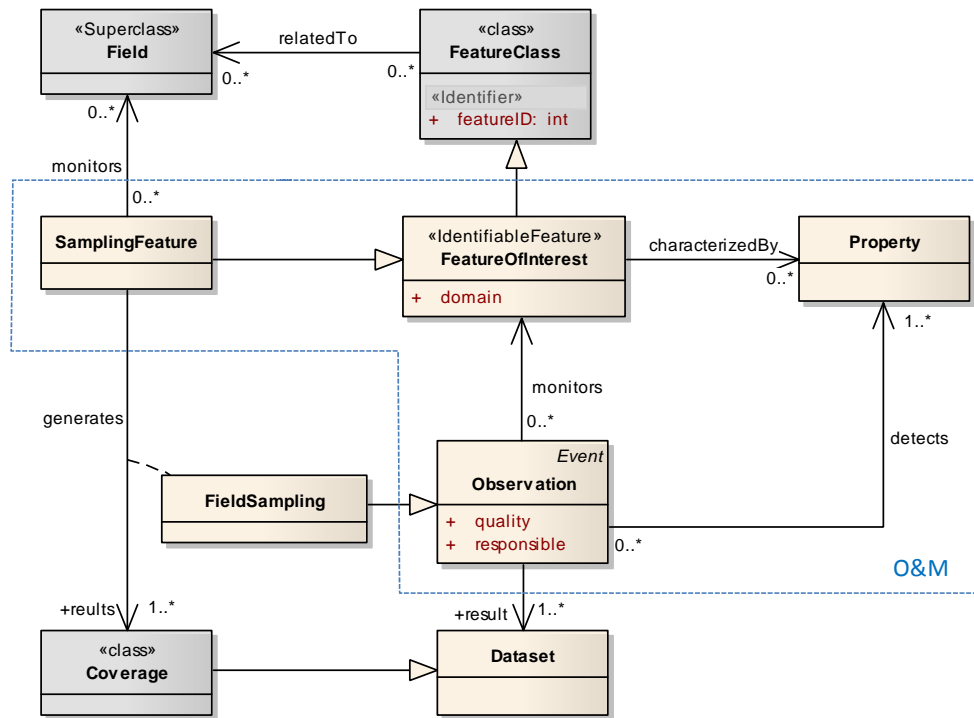 «Superclass»
Field
relatedTo
0..*
0..*
«class»
FeatureClass
«Identifier»
+ featureID: int
0..*
monitors
0..*
SamplingFeature
«IdentifiableFeature»
FeatureOfInterest
+ domain
characterizedBy
0..*
Property
1..*
monitors
0..*
generates
detects
Event
Observation
+ quality
+ responsible
FieldSampling
0..*
O&M
+reults
1..*
+result
1..*
«class»
Coverage
Dataset